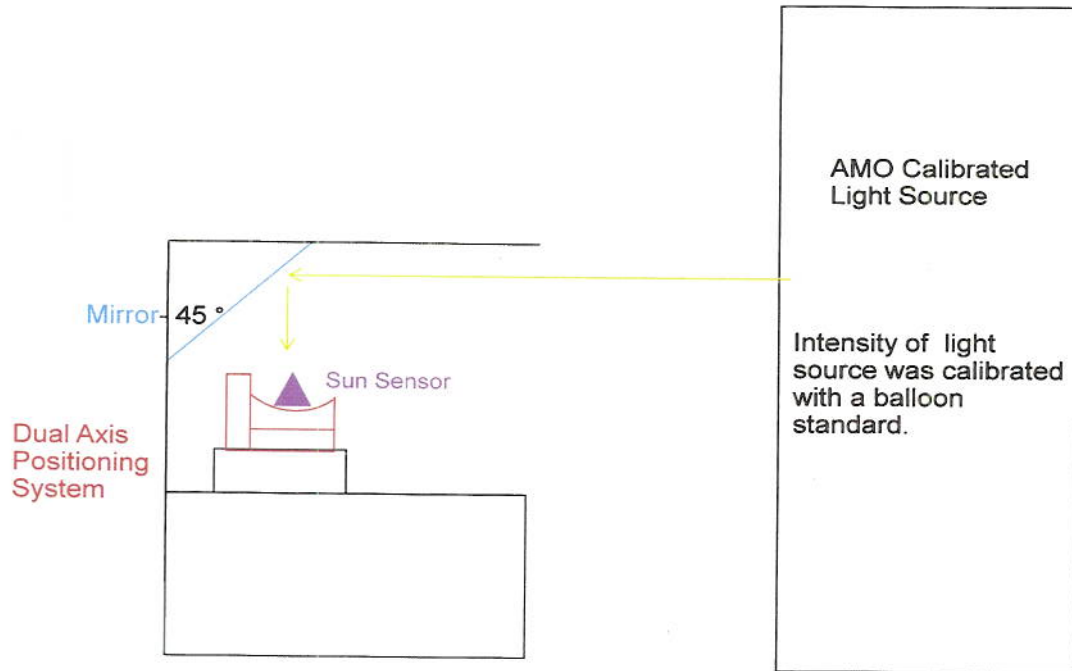 AMO Calibrated
Light Source
Mirror
45 °
Intensity of light
source was calibrated
with a balloon
standard.
Sun Sensor
Dual Axis
Positioning
System